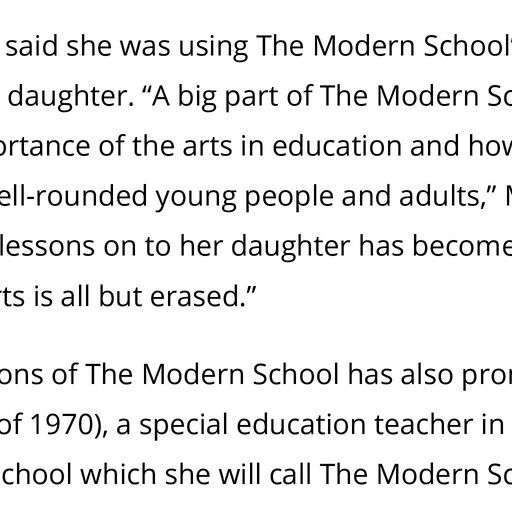 said she was using The Modern School'
daughter. “A big part of The Modern Sc
ortance of the arts in education and how
ell-rounded young people and adults,” M
lessons on to her daughter has become
rts is all but erased.”
ons of The Modern School has also pro
of 1970), a special education teacher in
chool which she will call The Modern Sc